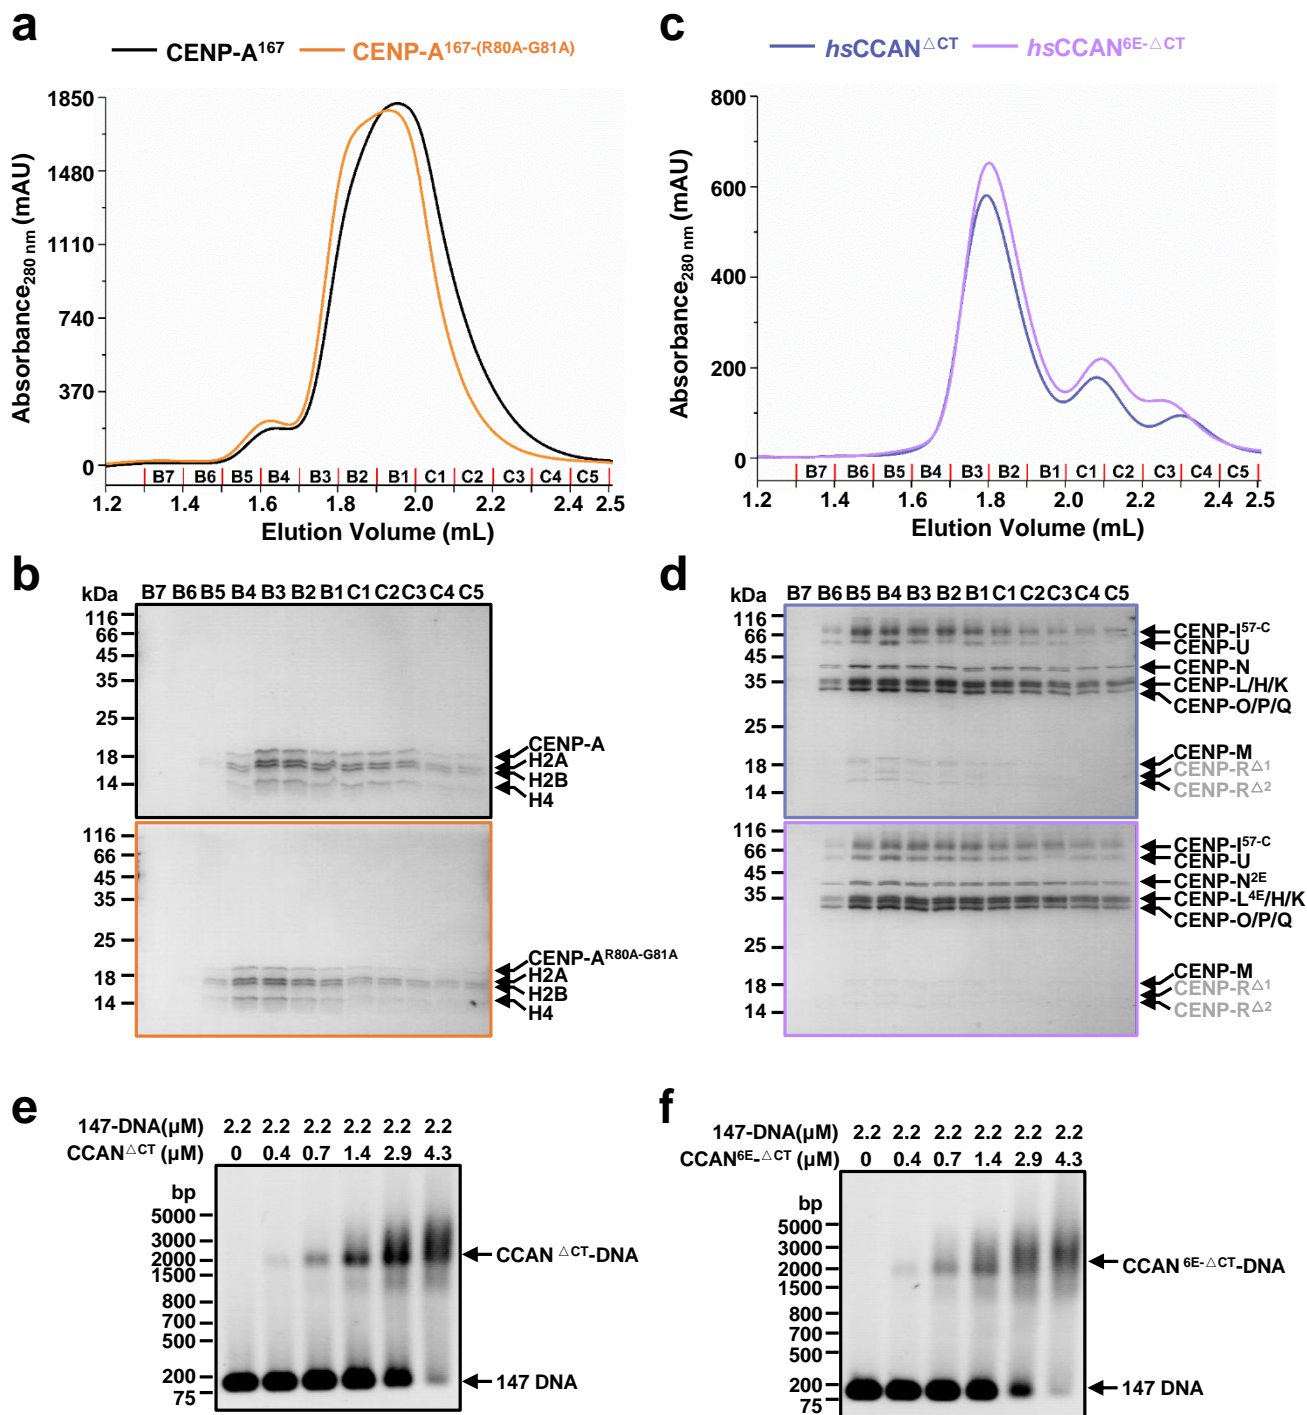 a
CENP-A167 CENP-A167-(R80A-G81A)
Absorbance280 nm (mAU)
1850
1480
1110
740
370
0
B7 B6 B5 B4 B3 B2 B1 C1 C2 C3 C4 C5
1.2 1.4 1.6 1.8 2.0 2.2 2.4 2.5
Elution Volume (mL)
c
hsCCAN△CT hsCCAN6E-△CT
Absorbance280 nm (mAU)
800
600
400
200
0
B7 B6 B5 B4 B3 B2 B1 C1 C2 C3 C4 C5
1.2 1.4 1.6 1.8 2.0 2.2 2.4 2.5
Elution Volume (mL)
b
kDa B7 B6 B5 B4 B3 B2 B1 C1 C2 C3 C4 C5
116
66
45
35
25
18
14
CENP-A
H2A
H2B
H4
116
66
45
35
25
18
14
CENP-AR80A-G81A
H2A
H2B
H4
d
kDa B7 B6 B5 B4 B3 B2 B1 C1 C2 C3 C4 C5
116
66
45
35
25
18
14
CENP-I57-C
CENP-U
CENP-N
CENP-L/H/K
CENP-O/P/Q
CENP-M
CENP-R△1
CENP-R△2
116
66
45
35
25
18
14
CENP-I57-C
CENP-U
CENP-N2E
CENP-L4E/H/K
CENP-O/P/Q
CENP-M
CENP-R△1
CENP-R△2
e
147-DNA(μM) 2.2 2.2 2.2 2.2 2.2 2.2
CCAN△CT (μM) 0 0.4 0.7 1.4 2.9 4.3
bp
5000
3000
2000
1500
800
700
500
200
75
CCAN △CT-DNA
147 DNA
f
147-DNA(μM) 2.2 2.2 2.2 2.2 2.2 2.2
CCAN6E-△CT (μM) 0 0.4 0.7 1.4 2.9 4.3
bp
5000
3000
2000
1500
800
700
500
200
75
CCAN 6E-△CT-DNA
147 DNA